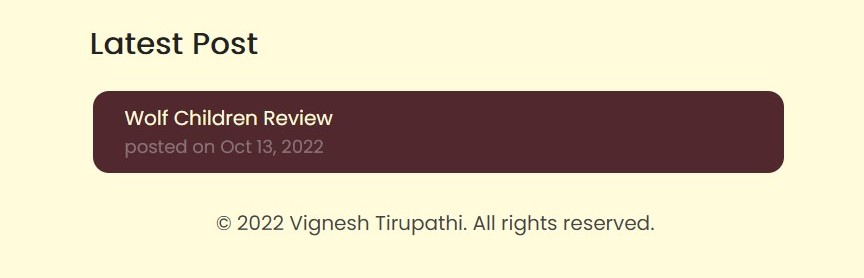 Latest Post
Wolf Children Review
posted on Oct 13, 2022
© 2022 Vignesh Tirupathi. All rights reserved.